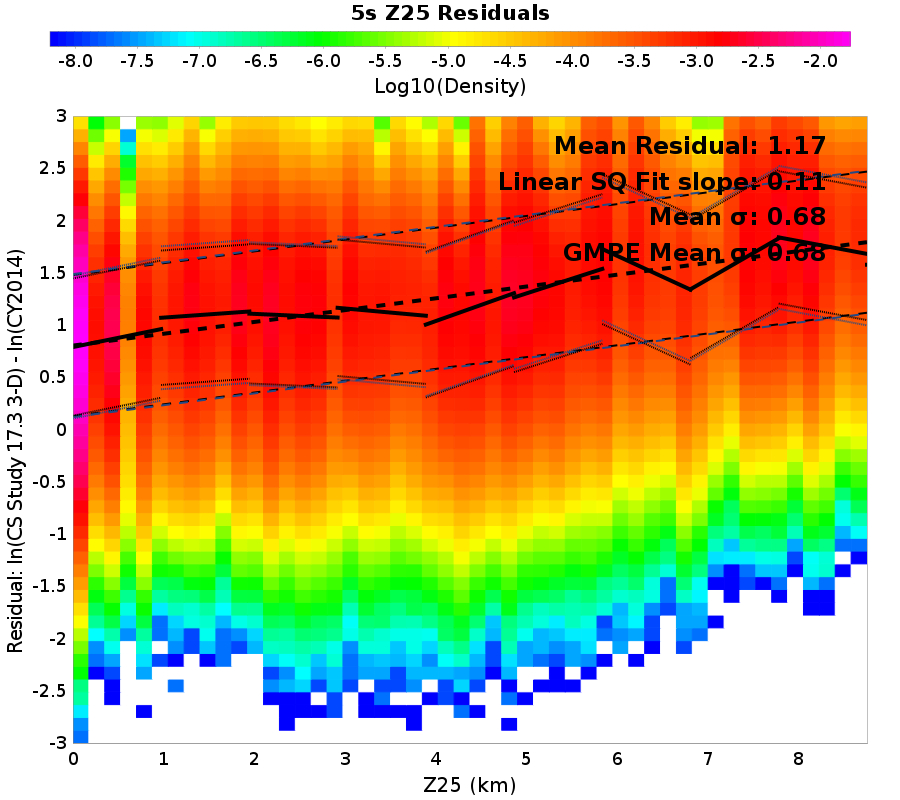 5s Z25 Residuals
-8.0 -7.5 -7.0 -6.5 -6.0 -5.5 -5.0 -4.5 -4.0 -3.5 -3.0 -2.5 -2.0
Log10(Density)
Mean Residual: 1.17
Linear SQ Fit slope: 0.11
Mean σ: 0.68
GMPE Mean σ: 0.68
Residual: ln(CS Study 17.3 3-D) - ln(CY2014)
3
2.5
2
1.5
1
0.5
0
-0.5
-1
-1.5
-2
-2.5
-3
0 1 2 3 4 5 6 7 8
Z25 (km)